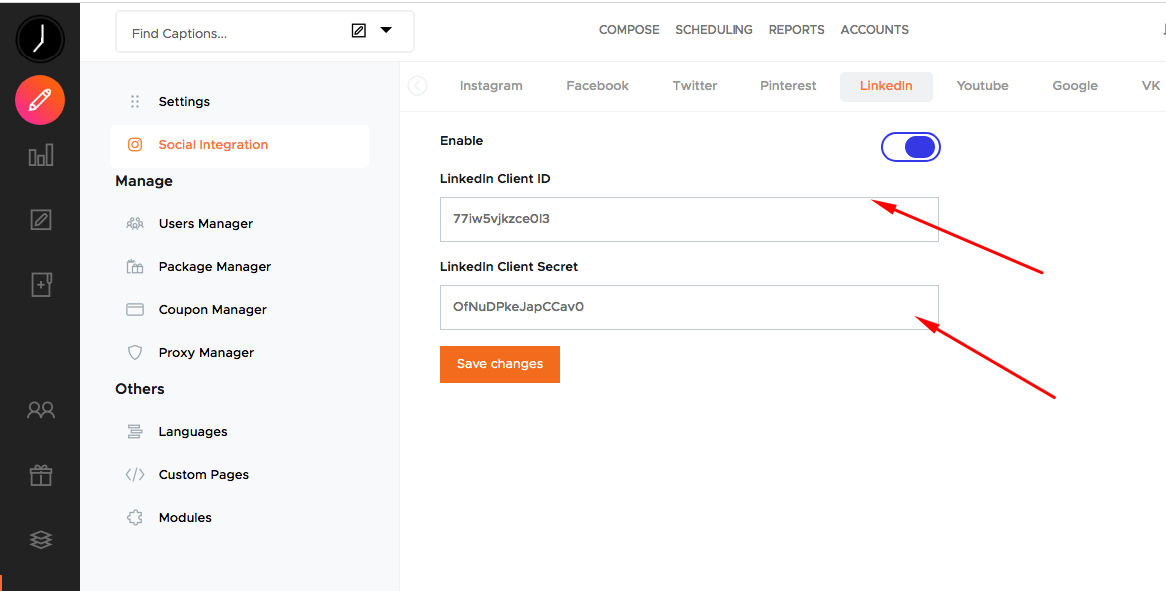 Find Captions...
COMPOSE SCHEDULING REPORTS ACCOUNTS
Settings
Social Integration
Manage
Users Manager
Package Manager
Coupon Manager
Proxy Manager
Others
Languages
Custom Pages
Modules
Instagram Facebook Twitter Pinterest LinkedIn Youtube Google VK
Enable
LinkedIn Client ID
77iw5vjkzce0l3
LinkedIn Client Secret
OfNuDPkeJapCCav0
Save changes